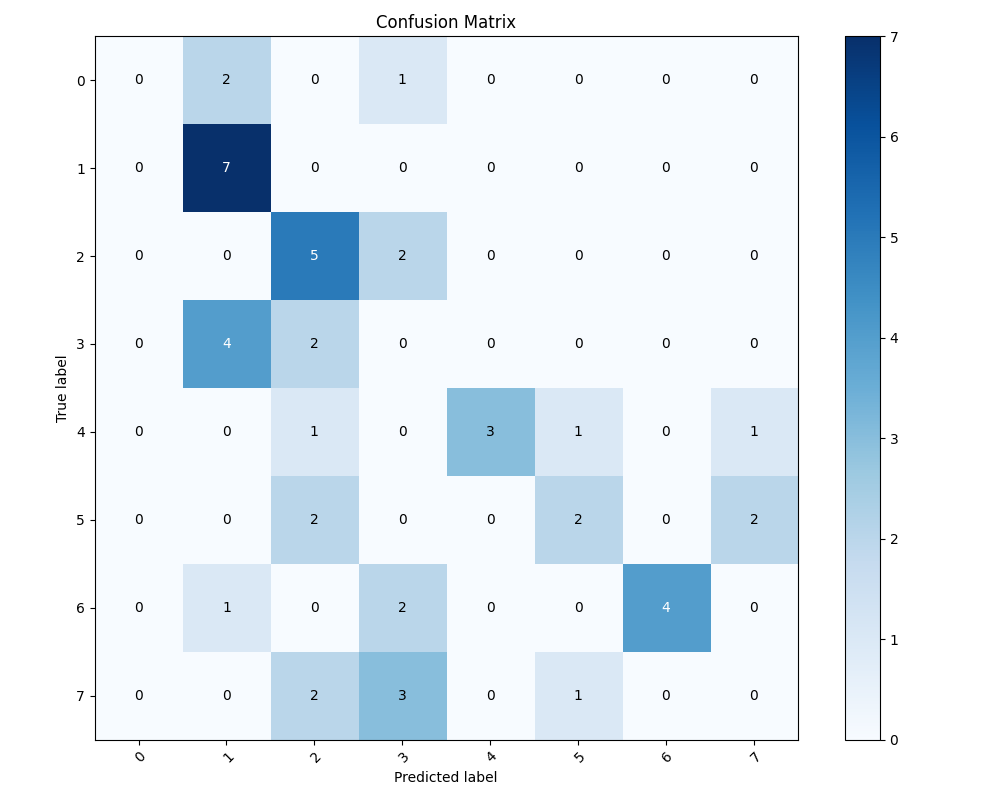 Confusion Matrix
0 0 2 0 1 0 0 0 0
1 0 7 0 0 0 0 0 0
2 0 0 5 2 0 0 0 0
3 0 4 2 0 0 0 0 0
4 0 0 1 0 3 1 0 1
5 0 0 2 0 0 2 0 2
6 0 1 0 2 0 0 4 0
7 0 0 2 3 0 1 0 0
0 1 2 3 4 5 6 7
True label
Predicted label
7
6
5
4
3
2
1
0